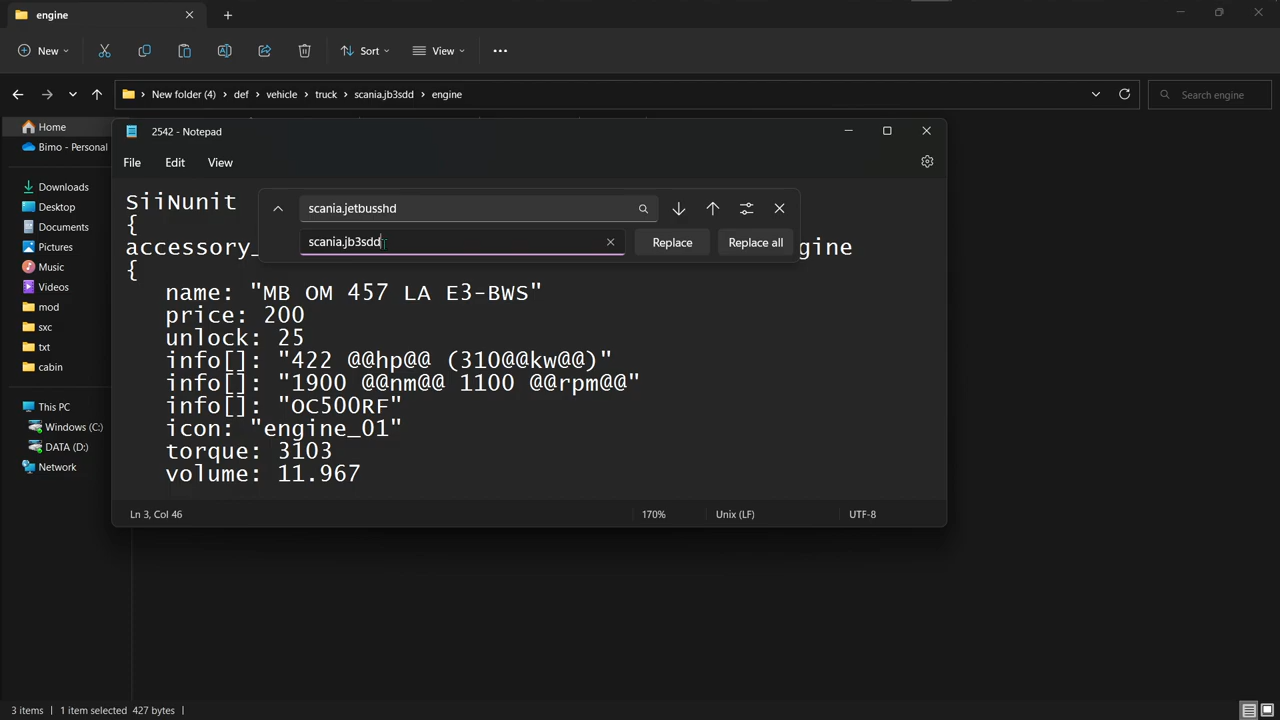 engine
New
Sort
View
New folder (4) › def › vehicle › truck › scania.jb3sdd › engine
Search engine
Home
Bimo - Personal
Downloads
Desktop
Documents
Pictures
Music
Videos
mod
sxc
txt
cabin
This PC
Windows (C:)
DATA (D:)
Network
2542 - Notepad
File Edit View
scania.jetbusshd
scania.jb3sdd
Replace
Replace all
SiiNunit
{
accessory_ gine
{
name: "MB OM 457 LA E3-BWS"
price: 200
unlock: 25
info[]: "422 @@hp@@ (310@@kw@@)"
info[]: "1900 @@nm@@ 1100 @@rpm@@"
info[]: "OC500RF"
icon: "engine_01"
torque: 3103
volume: 11.967
Ln 3, Col 46
170%
Unix (LF)
UTF-8
3 items
1 item selected 427 bytes